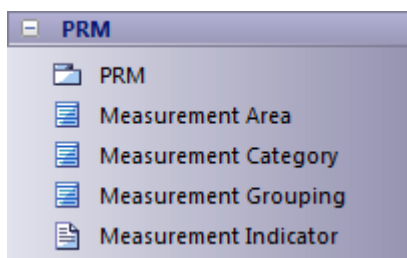 PRM
PRM
Measurement Area
Measurement Category
Measurement Grouping
Measurement Indicator